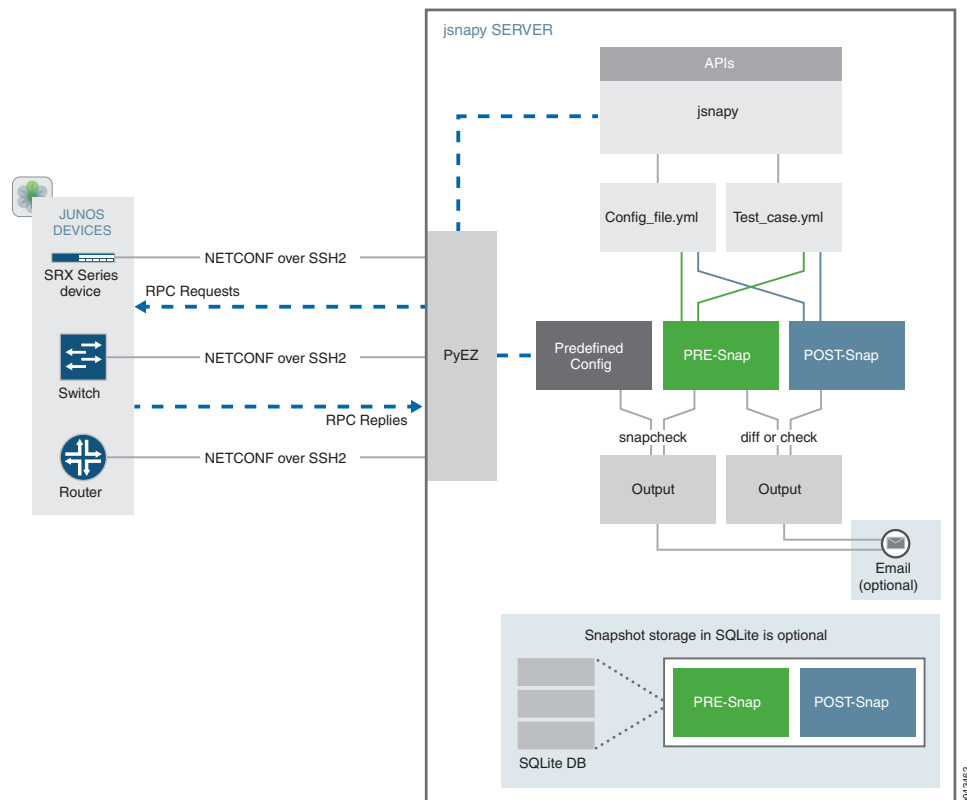 jsnapy SERVER
APIs
jsnapy
Config_file.yml
Test_case.yml
JUNOS
DEVICES
SRX Series
device
Switch
Router
NETCONF over SSH2
RPC Requests
NETCONF over SSH2
RPC Replies
NETCONF over SSH2
PyEZ
Predefined
Config
PRE-Snap
POST-Snap
snapcheck
diff or check
Output
Output
Email
(optional)
Snapshot storage in SQLite is optional
SQLite DB
PRE-Snap
POST-Snap